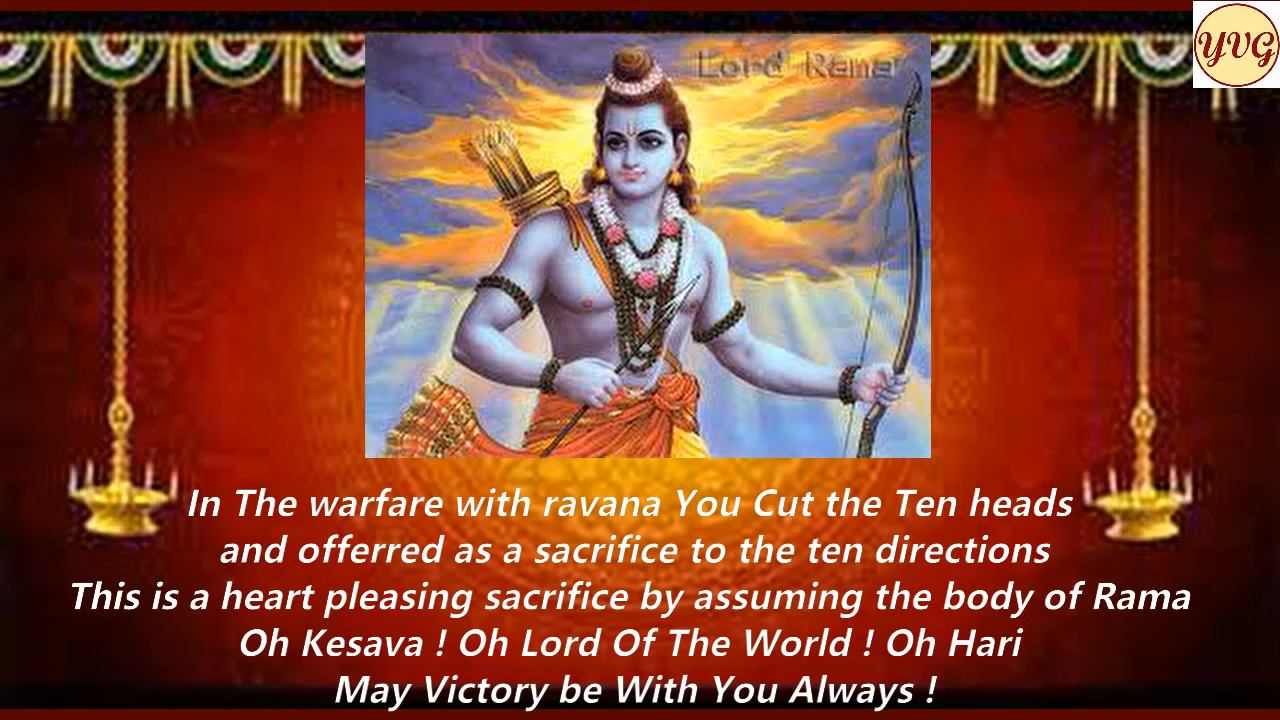 YVG
Lord Rama
In The warfare with ravana You Cut the Ten heads
and offerred as a sacrifice to the ten directions
This is a heart pleasing sacrifice by assuming the body of Rama
Oh Kesava ! Oh Lord Of The World ! Oh Hari
May Victory be With You Always !